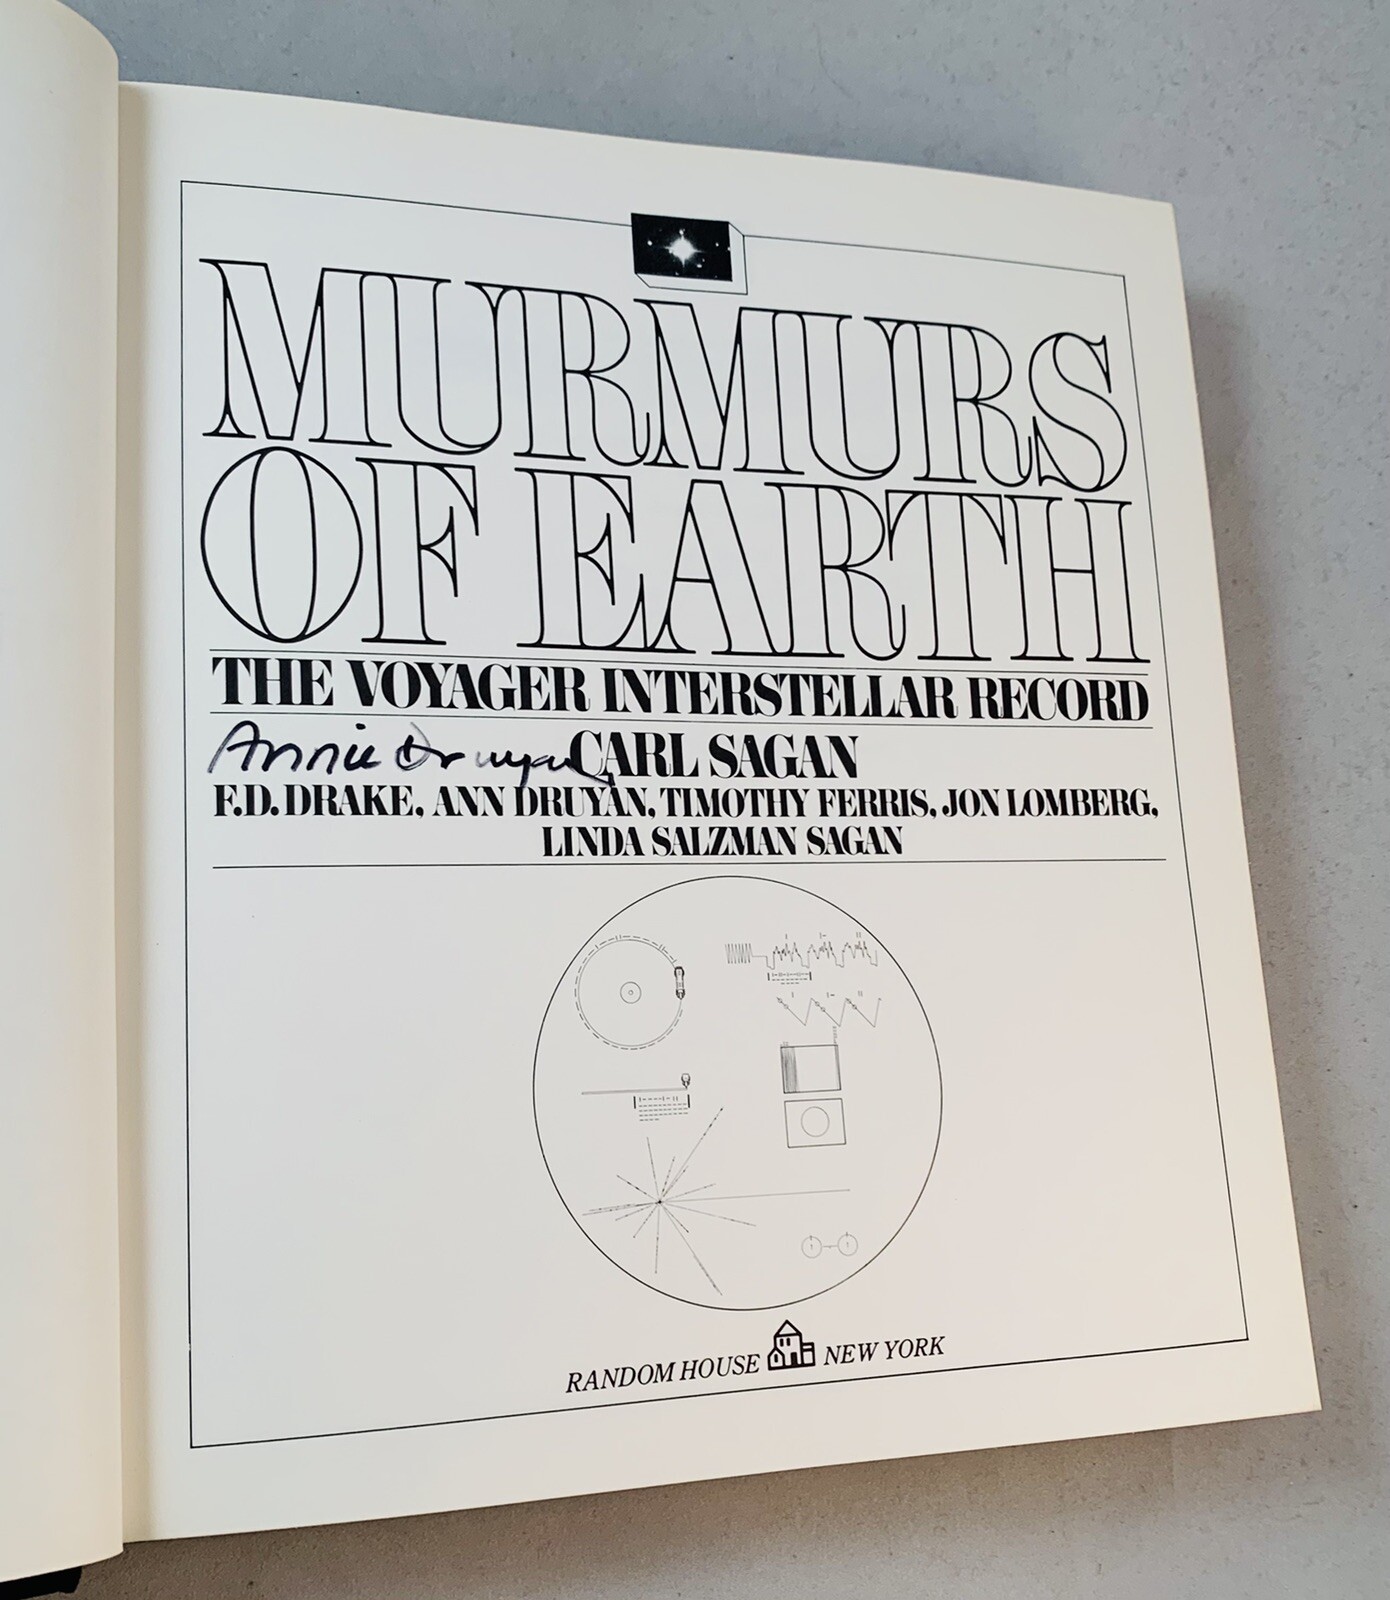 MURMURS
OF EARTH
THE VOYAGER INTERSTELLAR RECORD
Annie Druyan CARL SAGAN
F.D. DRAKE, ANN DRUYAN, TIMOTHY FERRIS, JON LOMBERG,
LINDA SALZMAN SAGAN
RANDOM HOUSE NEW YORK